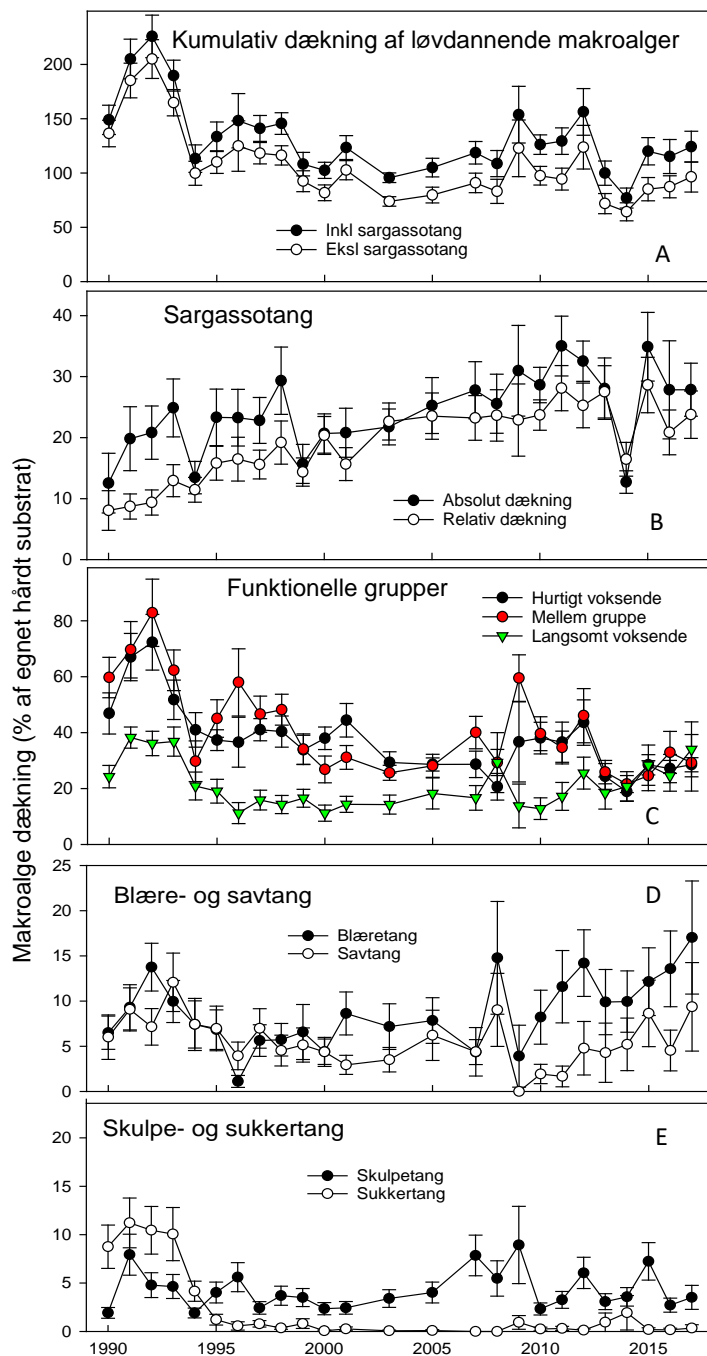 Makroalge dækning (% af egnet hårdt substrat)
Kumulativ dækning af løvdannende makroalger
200
150
100
50
0
Inkl sargassotang
Eksl sargassotang
A
Sargassotang
40
30
20
10
0
Absolut dækning
Relativ dækning
B
Funktionelle grupper
80
60
40
20
0
Hurtigt voksende
Mellem gruppe
Langsomt voksende
C
25
20
15
10
5
0
Blære- og savtang
D
Blæretang
Savtang
Skulpe- og sukkertang
E
20
15
10
5
0
Skulpetang
Sukkertang
1990 1995 2000 2005 2010 2015